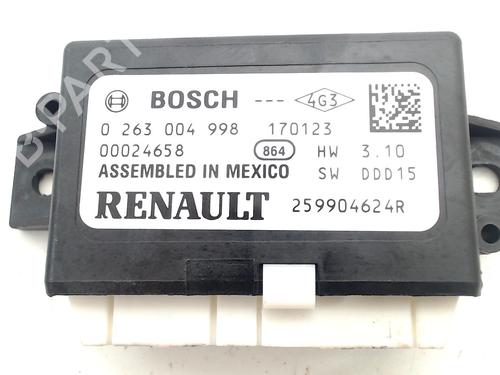 BOSCH --- 4G3
0 263 004 998 170123
00024658 864 HW 3.10
ASSEMBLED IN MEXICO SW DDD15
RENAULT 259904624R
B-PARTS